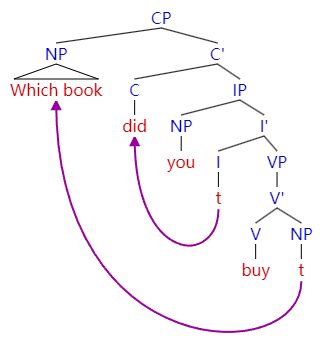 CP
NP C'
Which book C IP
did NP I'
you I VP
t V'
V NP
buy t